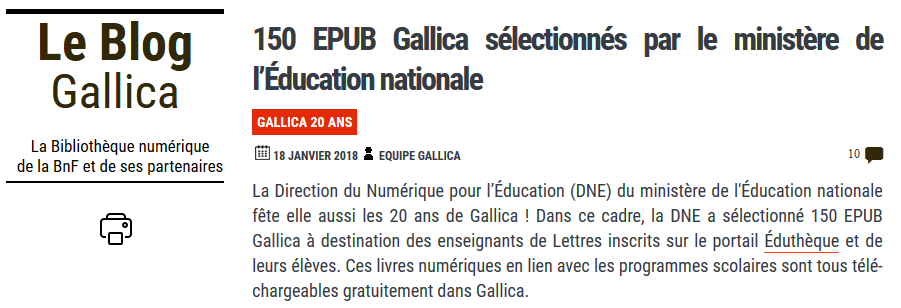 Le Blog
Gallica
La Bibliothèque numérique
de la BnF et de ses partenaires
150 EPUB Gallica sélectionnés par le ministère de
l’Éducation nationale
GALLICA 20 ANS
18 JANVIER 2018 EQUIPE GALLICA
10
La Direction du Numérique pour l’Éducation (DNE) du ministère de l'Éducation nationale
fête elle aussi les 20 ans de Gallica ! Dans ce cadre, la DNE a sélectionné 150 EPUB
Gallica à destination des enseignants de Lettres inscrits sur le portail Éduthèque et de
leurs élèves. Ces livres numériques en lien avec les programmes scolaires sont tous télé-
chargeables gratuitement dans Gallica.